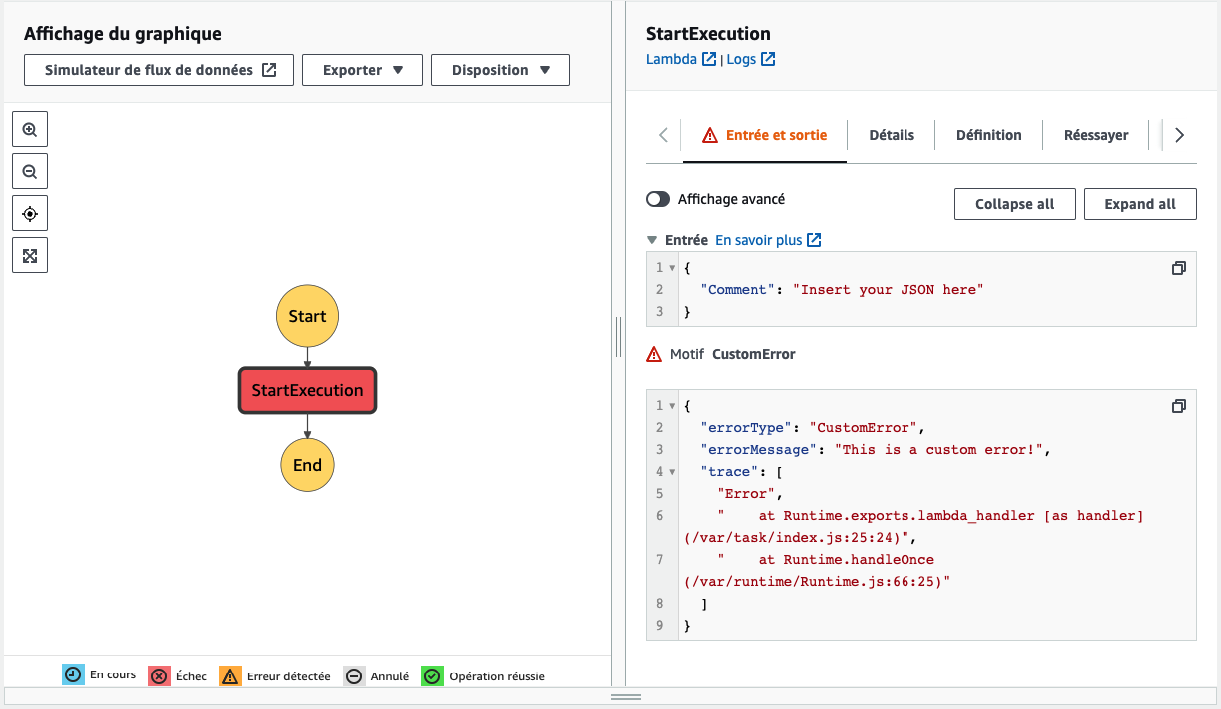 Affichage du graphique
Simulateur de flux de données
Exporter
Disposition
Start
StartExecution
End
En cours
Échec
Erreur détectée
Annulé
Opération réussie
StartExecution
Lambda | Logs
Entrée et sortie
Détails
Définition
Réessayer
Affichage avancé
Collapse all
Expand all
Entrée En savoir plus
1 {
2 "Comment": "Insert your JSON here"
3 }
Motif CustomError
1 {
2 "errorType": "CustomError",
3 "errorMessage": "This is a custom error!",
4 "trace": [
5 "Error",
6 "    at Runtime.exports.lambda_handler [as handler]
(/var/task/index.js:25:24)",
7 "    at Runtime.handleOnce
(/var/runtime/Runtime.js:66:25)"
8 ]
9 }